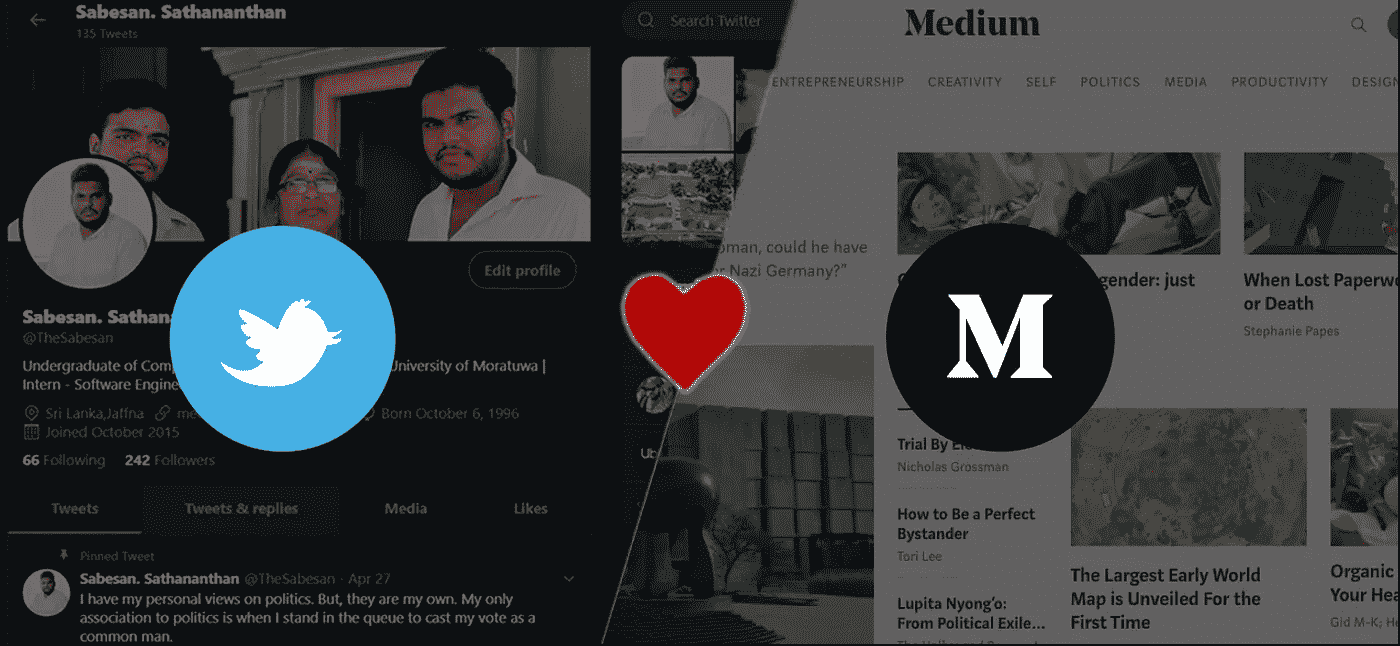 Sabesan. Sathananthan
135 Tweets
Edit profile
Sabesan. Sathan
@TheSabesan
Undergraduate of Com University of Moratuwa |
Intern - Software Engine
Sri Lanka,Jaffna me Born October 6, 1996
Joined October 2015
66 Following 242 Followers
Tweets Tweets & replies Media Likes
Pinned Tweet
Sabesan. Sathananthan @TheSabesan · Apr 27
I have my personal views on politics. But, they are my own. My only
association to politics is when I stand in the queue to cast my vote as a
common man.
Search Twitter
Ub
Medium
ENTREPRENEURSHIP CREATIVITY SELF POLITICS MEDIA PRODUCTIVITY DESIGN
oman, could he have
r Nazi Germany?”
gender: just
When Lost Paperwo
or Death
Stephanie Papes
M
Trial By
Nicholas Grossman
How to Be a Perfect
Bystander
Tori Lee
Lupita Nyong’o:
From Political Exile...
The Largest Early World
Map is Unveiled For the
First Time
Organic
Your Hea
Gid M-K; He